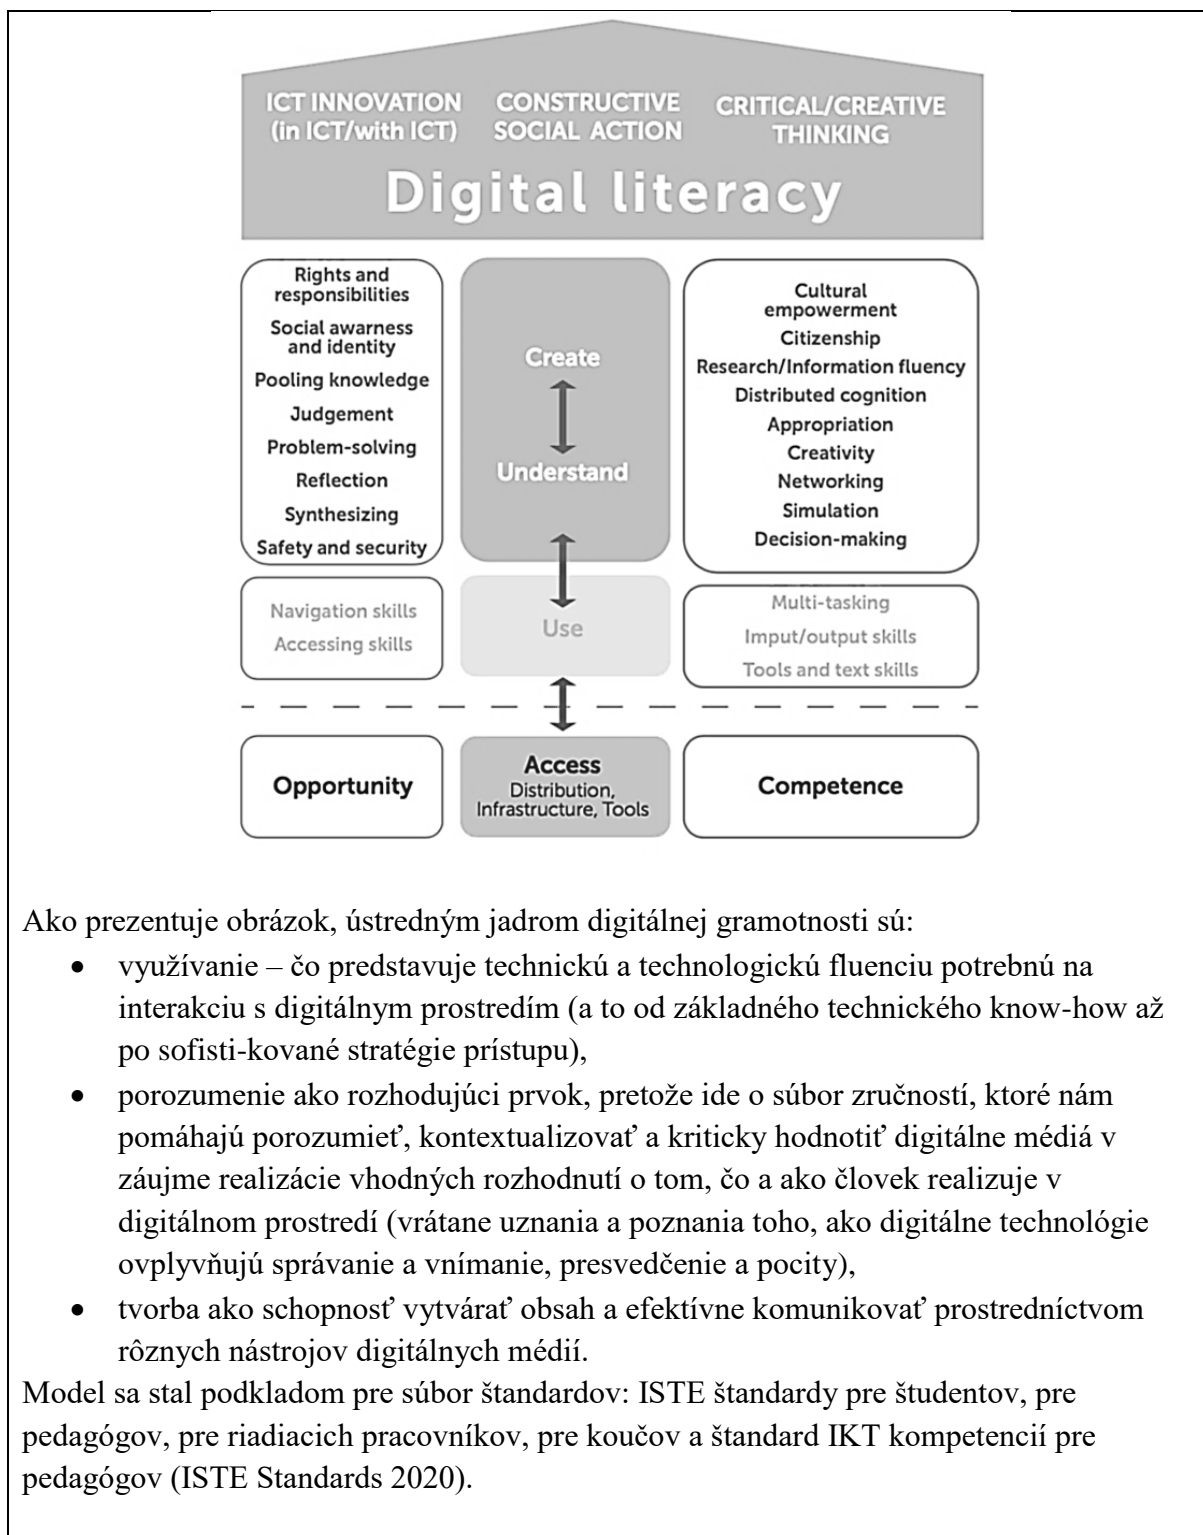 ICT INNOVATION
(in ICT/with ICT)
CONSTRUCTIVE
SOCIAL ACTION
CRITICAL/CREATIVE
THINKING
Digital literacy
Rights and
responsibilities
Social awarness
and identity
Pooling knowledge
Judgement
Problem-solving
Reflection
Synthesizing
Safety and security
Create
Understand
Cultural
empowerment
Citizenship
Research/Information fluency
Distributed cognition
Appropriation
Creativity
Networking
Simulation
Decision-making
Navigation skills
Accessing skills
Use
Multi-tasking
Imput/output skills
Tools and text skills
Opportunity
Access
Distribution,
Infrastructure, Tools
Competence
Ako prezentuje obrázok, ústredným jadrom digitálnej gramotnosti sú:
• využívanie – čo predstavuje technickú a technologickú fluenciu potrebnú na
interakciu s digitálnym prostredím (a to od základného technického know-how až
po sofisti-kované stratégie prístupu),
• porozumenie ako rozhodujúci prvok, pretože ide o súbor zručností, ktoré nám
pomáhajú porozumieť, kontextualizovať a kriticky hodnotiť digitálne médiá v
záujme realizácie vhodných rozhodnutí o tom, čo a ako človek realizuje v
digitálnom prostredí (vrátane uznania a poznania toho, ako digitálne technológie
ovplyvňujú správanie a vnímanie, presvedčenie a pocity),
• tvorba ako schopnosť vytvárať obsah a efektívne komunikovať prostredníctvom
rôznych nástrojov digitálnych médií.
Model sa stal podkladom pre súbor štandardov: ISTE štandardy pre študentov, pre
pedagógov, pre riadiacich pracovníkov, pre koučov a štandard IKT kompetencií pre
pedagógov (ISTE Standards 2020).